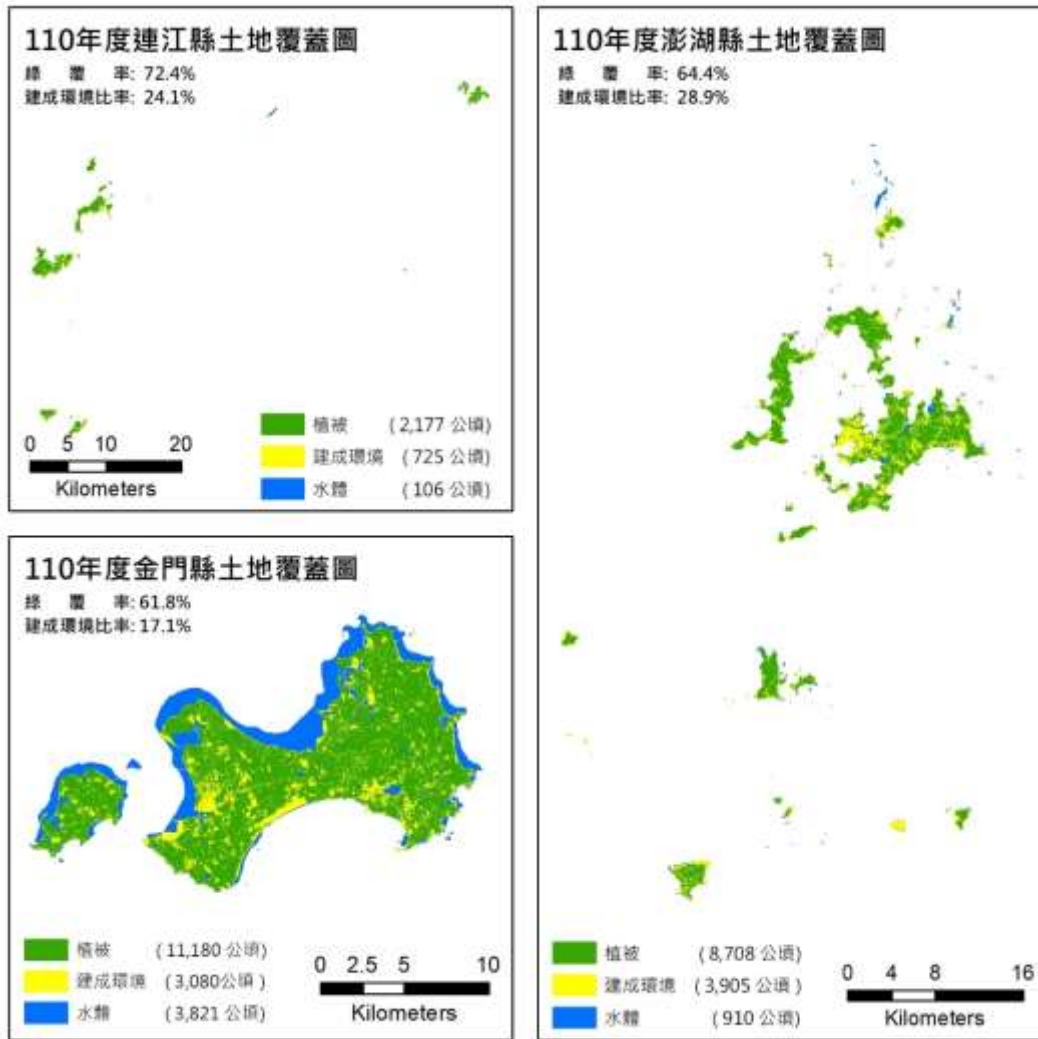 110年度連江縣土地覆蓋圖
綠 覆 率: 72.4%
建成環境比率: 24.1%
0 5 10 20
Kilometers
植被 ( 2,177 公頃)
建成環境 ( 725 公頃)
水體 ( 106 公頃)
110年度金門縣土地覆蓋圖
綠 覆 率: 61.8%
建成環境比率: 17.1%
植被 ( 11,180 公頃)
建成環境 ( 3,080公頃 )
水體 ( 3,821 公頃)
0 2.5 5 10
Kilometers
110年度澎湖縣土地覆蓋圖
綠 覆 率: 64.4%
建成環境比率: 28.9%
植被 ( 8,708 公頃)
建成環境 ( 3,905 公頃 )
水體 ( 910 公頃)
0 4 8 16
Kilometers